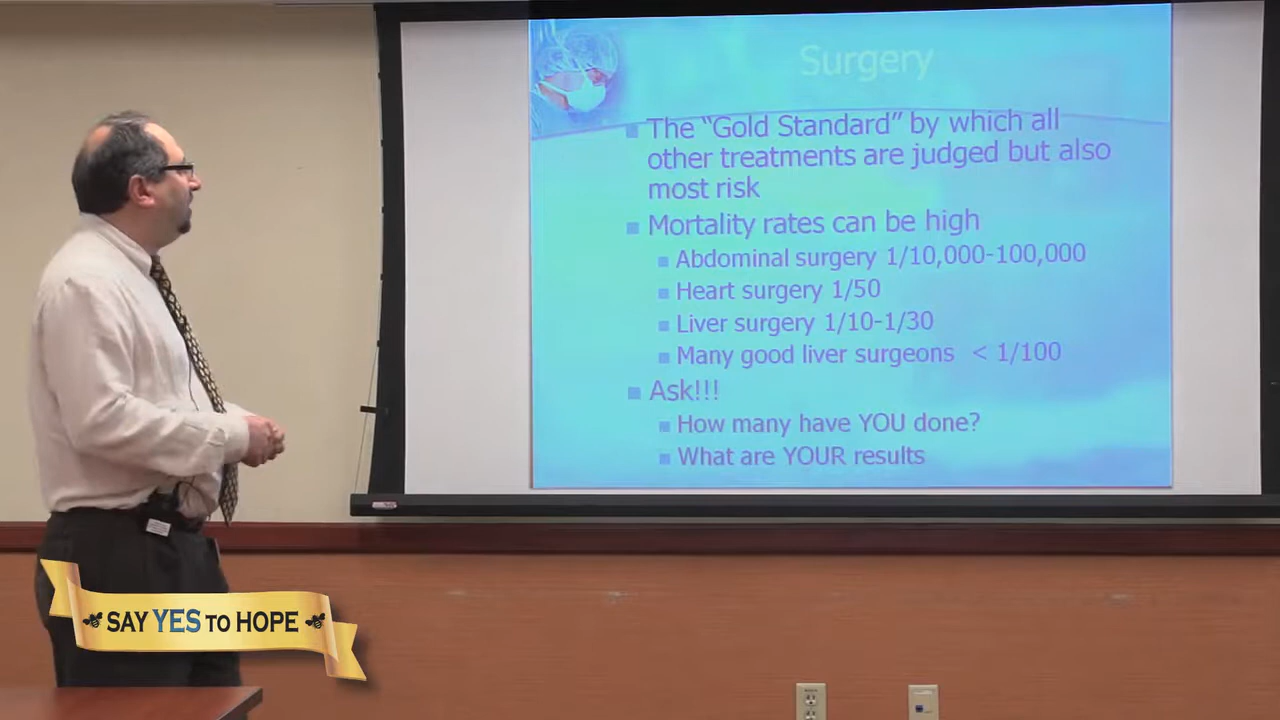 Surgery
The “Gold Standard” by which all
other treatments are judged but also
most risk
Mortality rates can be high
Abdominal surgery 1/10,000-100,000
Heart surgery 1/50
Liver surgery 1/10-1/30
Many good liver surgeons < 1/100
Ask!!!
How many have YOU done?
What are YOUR results
SAY YES TO HOPE